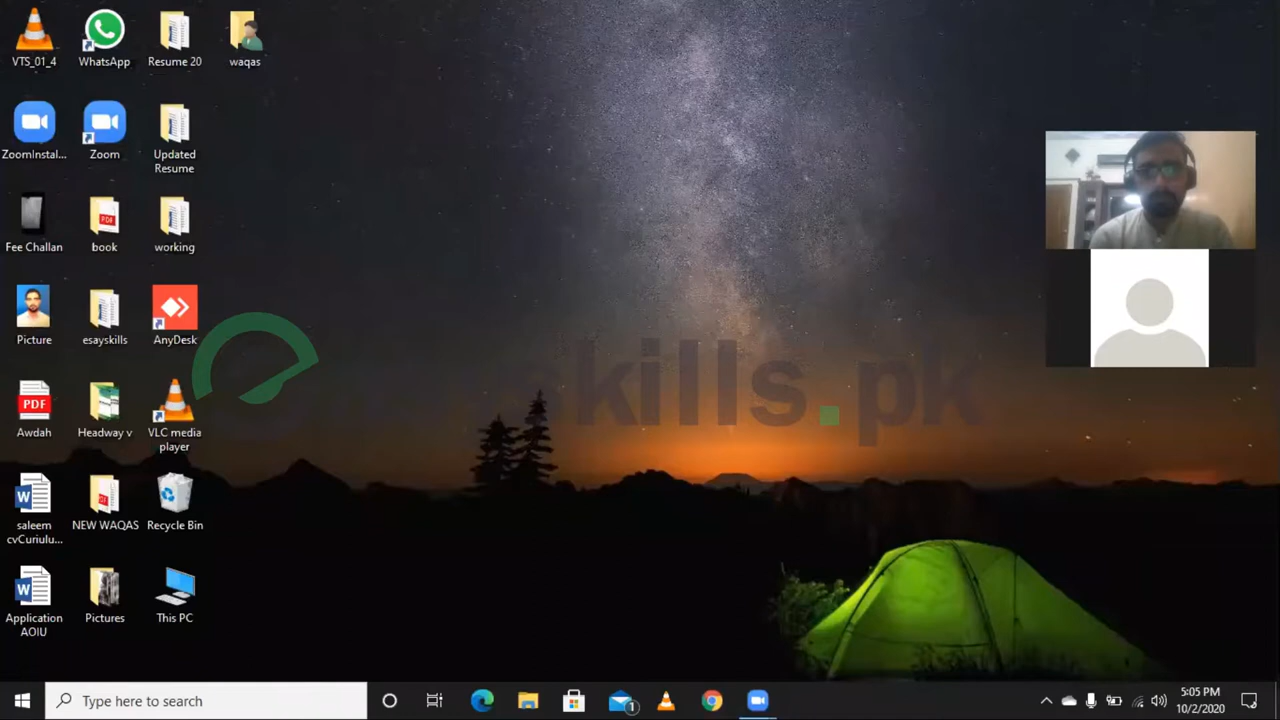 VTS_01_4
WhatsApp
Resume 20
waqas
ZoomInstal...
Zoom
Updated
Resume
Fee Challan
book
working
Picture
esayskills
AnyDesk
Awdah
Headway v
VLC media
player
saleem
cvCuriulu...
NEW WAQAS
Recycle Bin
Application
AOIU
Pictures
This PC
PDF
skills.pk
Type here to search
1
5:05 PM
10/2/2020